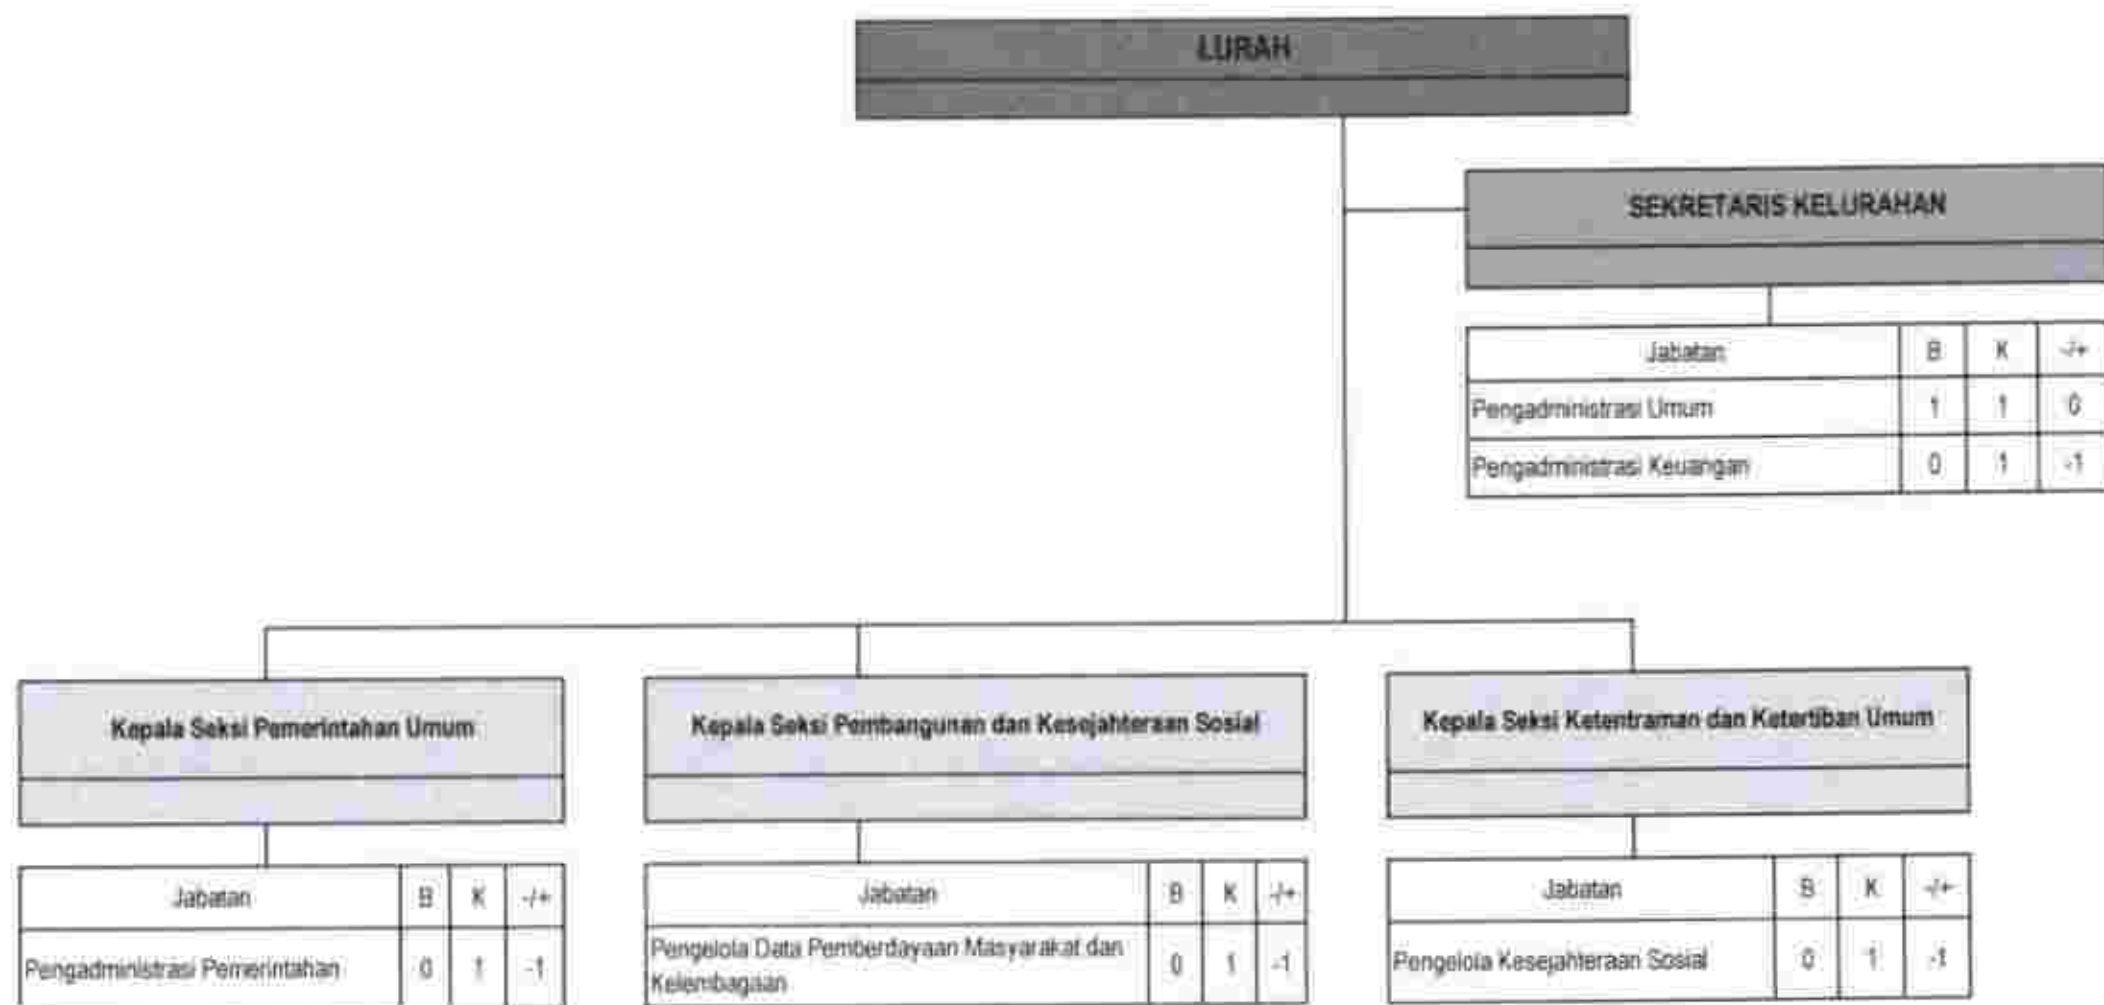 LURAH
SEKRETARIS KELURAHAN
Jabatan B K -/+
Pengadministrasi Umum 1 1 0
Pengadministrasi Keuangan 0 1 -1
Kepala Seksi Pemerintahan Umum
Jabatan B K -/+
Pengadministrasi Pemerintahan 0 1 -1
Kepala Seksi Pembangunan dan Kesejahteraan Sosial
Jabatan B K -/+
Pengelola Data Pemberdayaan Masyarakat dan
Kelembagaan 0 1 -1
Kepala Seksi Ketentraman dan Ketertiban Umum
Jabatan B K -/+
Pengelola Kesejahteraan Sosial 0 1 -1